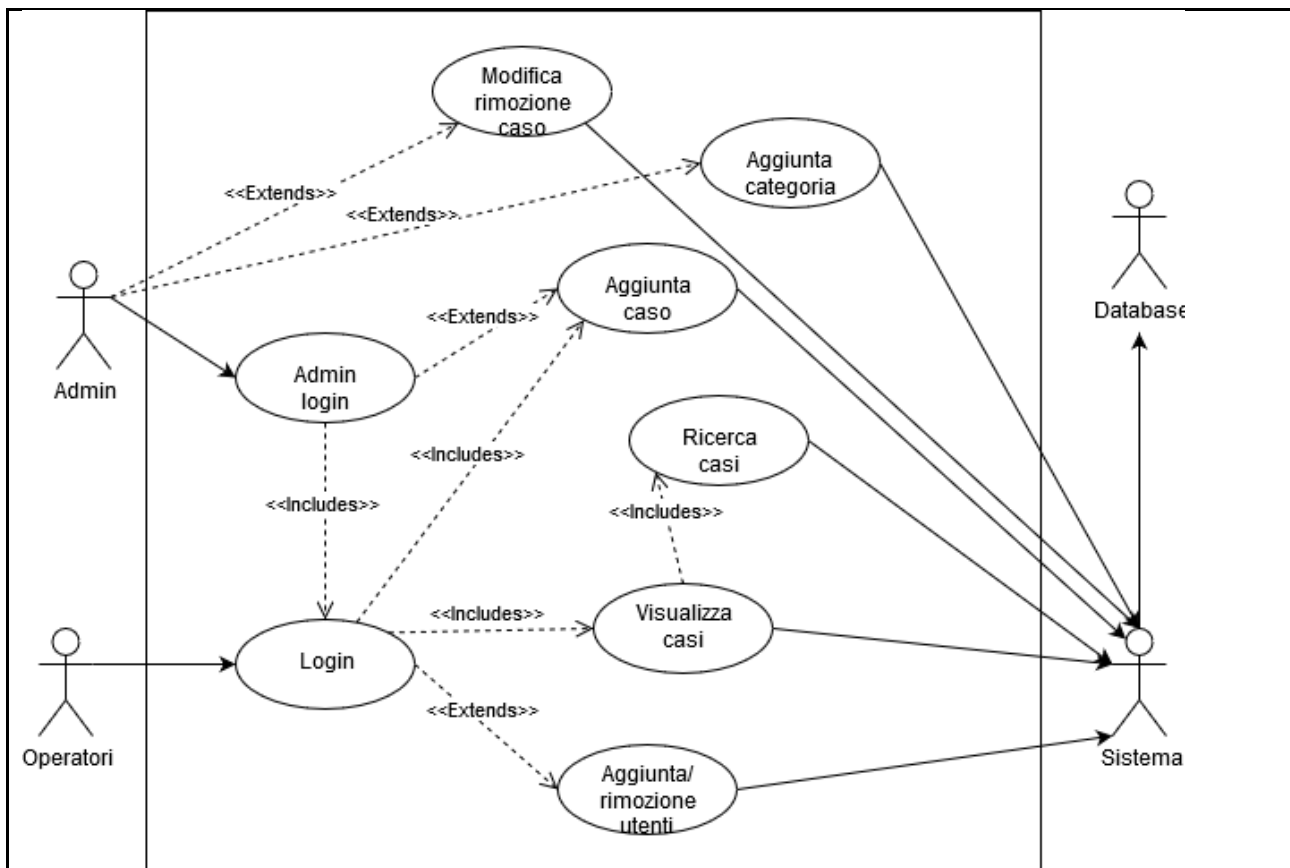 Modifica
rimozione
caso
Aggiunta
categoria
<<Extends>>
<<Extends>>
Aggiunta
caso
Database
<<Extends>>
Admin
Admin
login
Ricerca
casi
<<Includes>>
<<Includes>>
<<Includes>>
Visualizza
casi
<<Includes>>
Login
<<Extends>>
Operatori
Sistema
Aggiunta/
rimozione
utenti